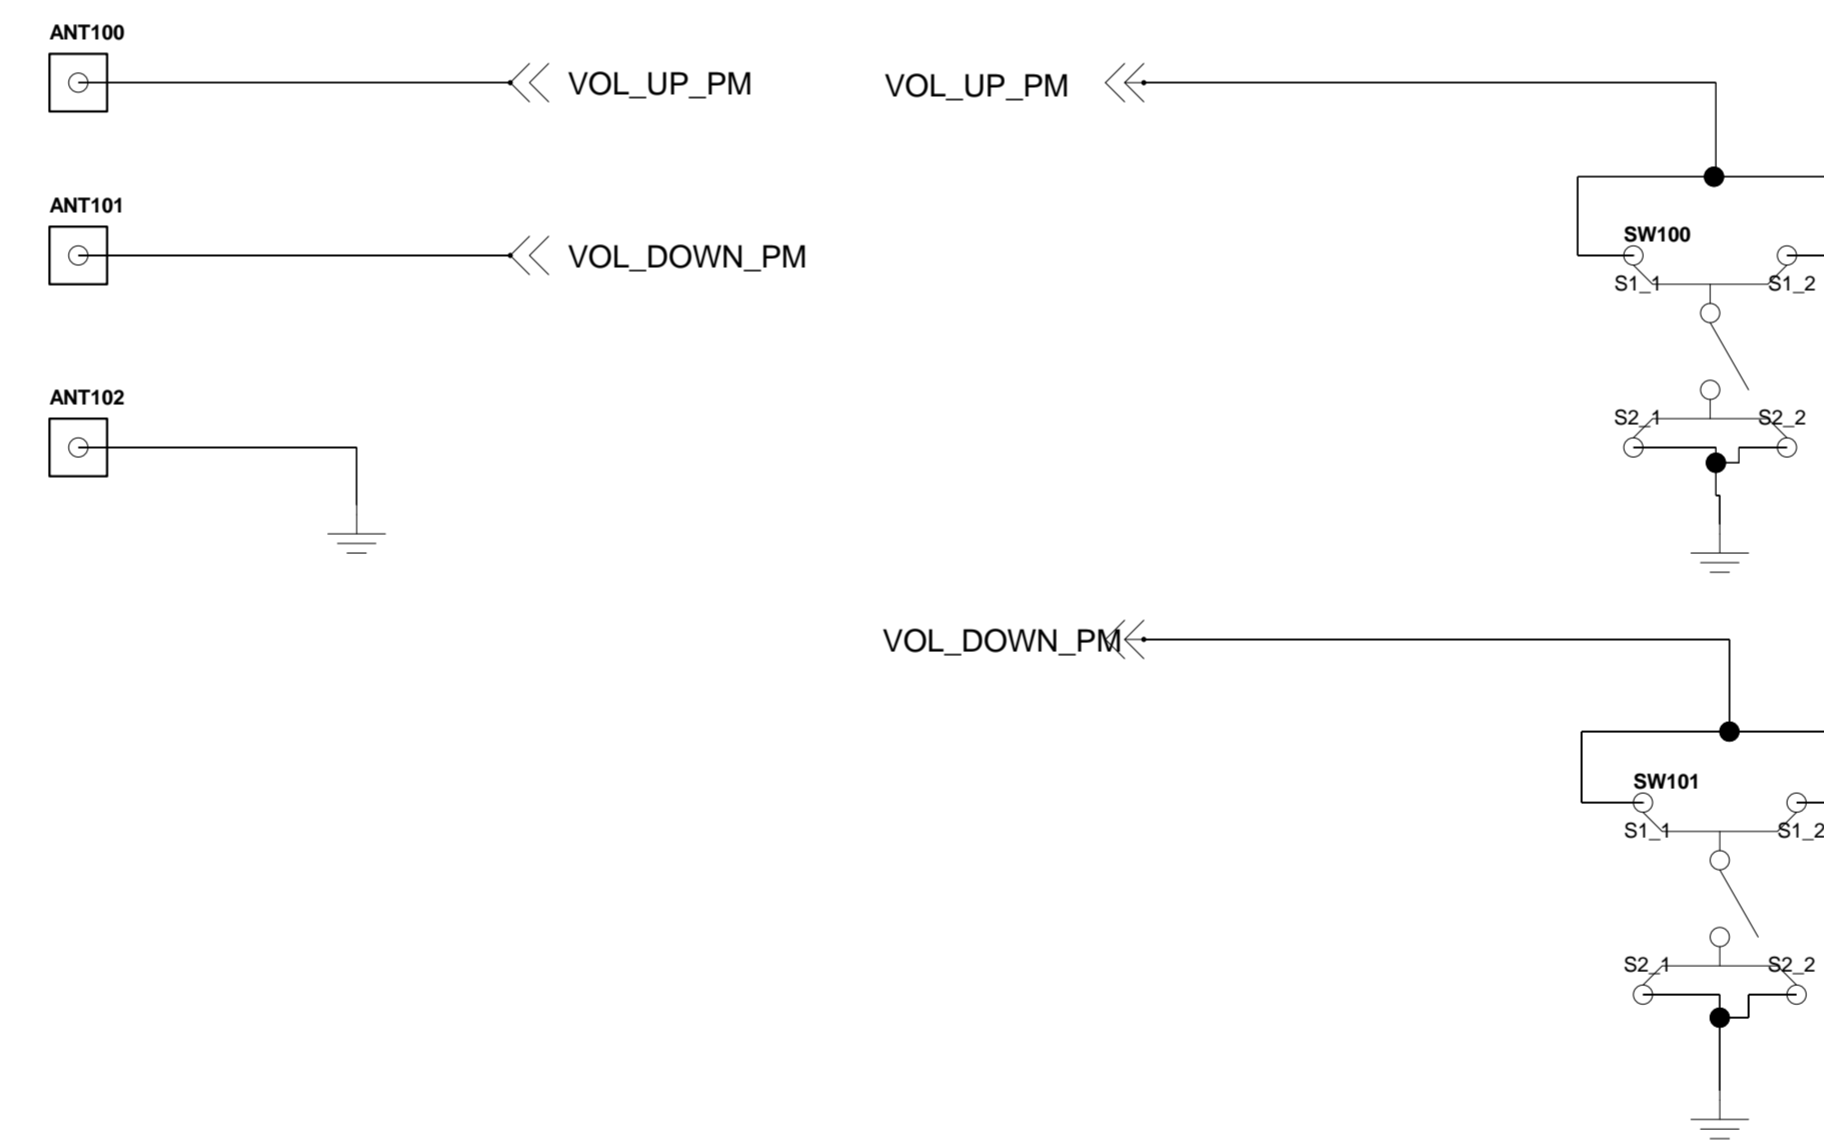 ANT100
VOL_UP_PM
VOL_UP_PM
ANT101
VOL_DOWN_PM
SW100
S1_1
S1_2
ANT102
S2_1
S2_2
VOL_DOWN_PM
SW101
S1_1
S1_2
S2_1
S2_2